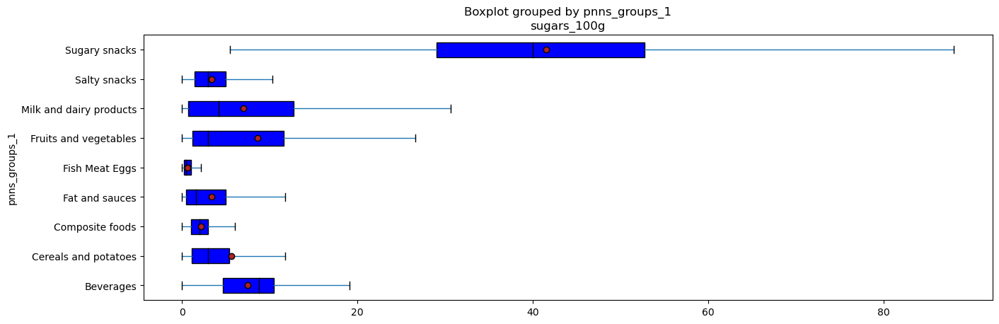 Boxplot grouped by pnns_groups_1
sugars_100g
pnns_groups_1
Sugary snacks
Salty snacks
Milk and dairy products
Fruits and vegetables
Fish Meat Eggs
Fat and sauces
Composite foods
Cereals and potatoes
Beverages
0 20 40 60 80